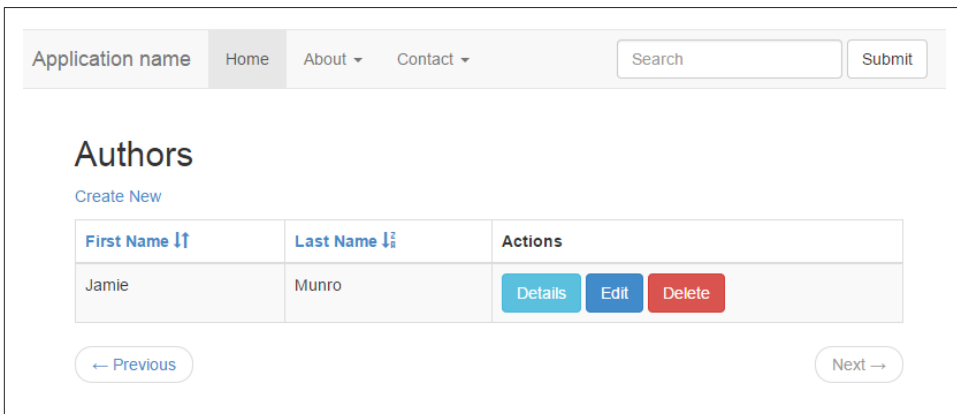 Application name Home About Contact Search Submit
Authors
Create New
First Name Last Name Actions
Jamie Munro Details Edit Delete
← Previous Next →